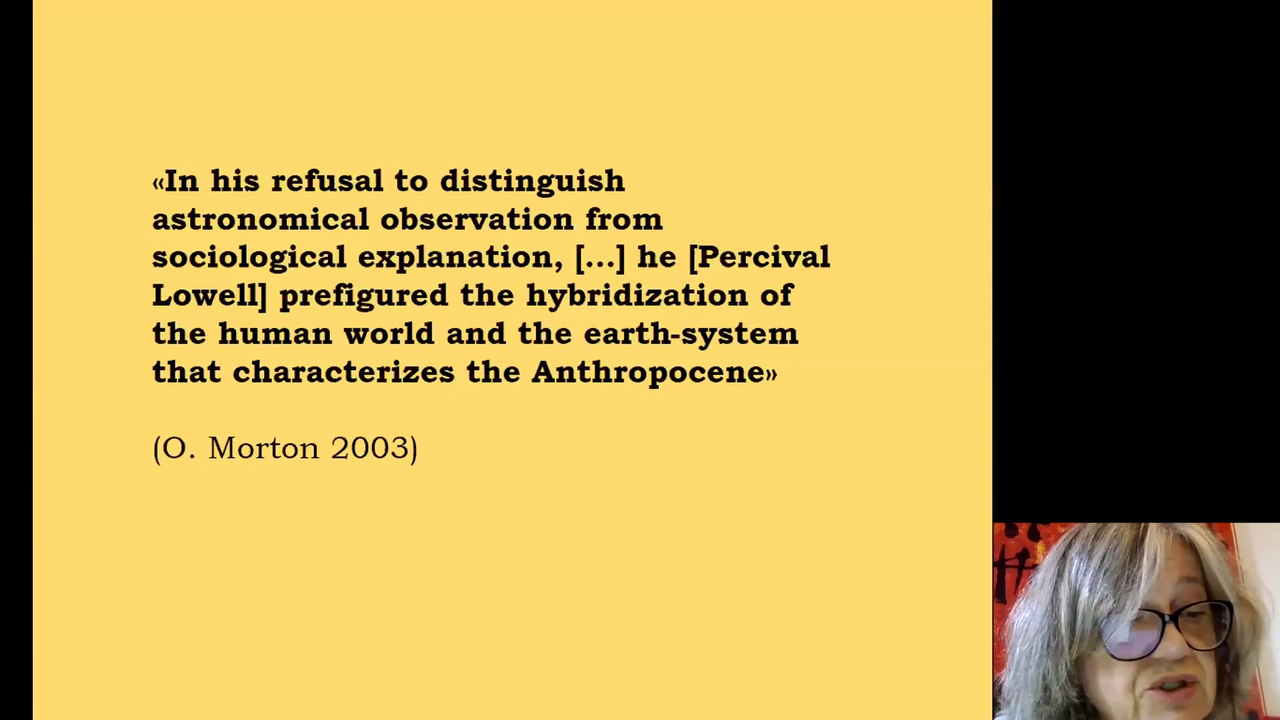 «In his refusal to distinguish
astronomical observation from
sociological explanation, [...] he [Percival
Lowell] prefigured the hybridization of
the human world and the earth-system
that characterizes the Anthropocene»
(O. Morton 2003)